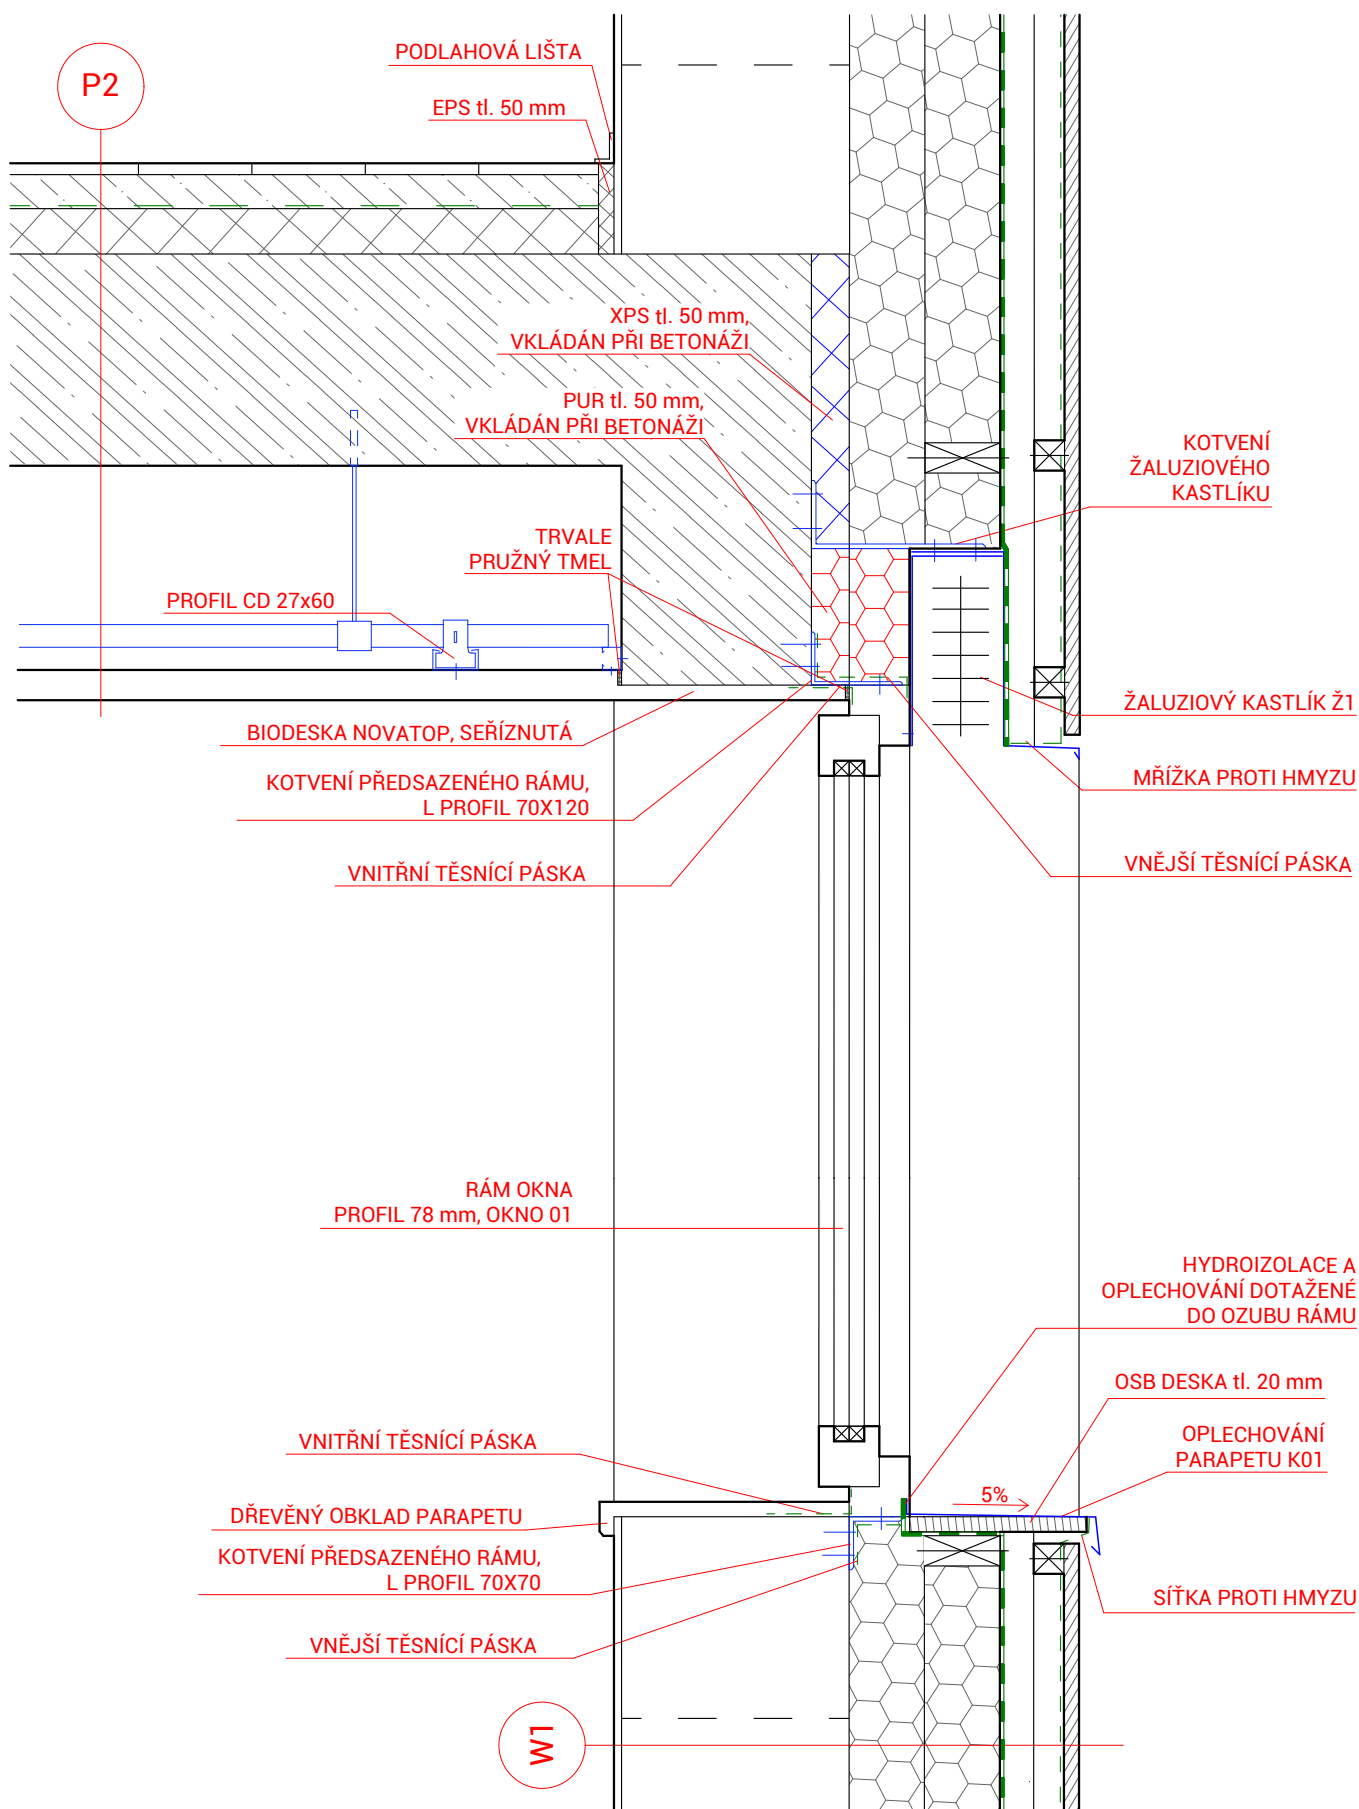 PODLAHOVÁ LIŠTA
P2
EPS tl. 50 mm
XPS tl. 50 mm,
VKLÁDÁN PŘI BETONÁŽI
PUR tl. 50 mm,
VKLÁDÁN PŘI BETONÁŽI
KOTVENÍ
ŽALUZIOVÉHO
KASTLÍKU
TRVALE
PRUŽNÝ TMEL
PROFIL CD 27x60
ŽALUZIOVÝ KASTLÍK Ž1
BIODESKA NOVATOP, SEŘÍZNUTÁ
MŘÍŽKA PROTI HMYZU
KOTVENÍ PŘEDSAZENÉHO RÁMU,
L PROFIL 70X120
VNITŘNÍ TĚSNÍCÍ PÁSKA
VNĚJŠÍ TĚSNÍCÍ PÁSKA
RÁM OKNA
PROFIL 78 mm, OKNO 01
HYDROIZOLACE A
OPLECHOVÁNÍ DOTAŽENÉ
DO OZUBU RÁMU
OSB DESKA tl. 20 mm
VNITŘNÍ TĚSNÍCÍ PÁSKA
OPLECHOVÁNÍ
PARAPETU K01
5%
DŘEVĚNÝ OBKLAD PARAPETU
KOTVENÍ PŘEDSAZENÉHO RÁMU,
L PROFIL 70X70
SÍŤKA PROTI HMYZU
VNĚJŠÍ TĚSNÍCÍ PÁSKA
W1